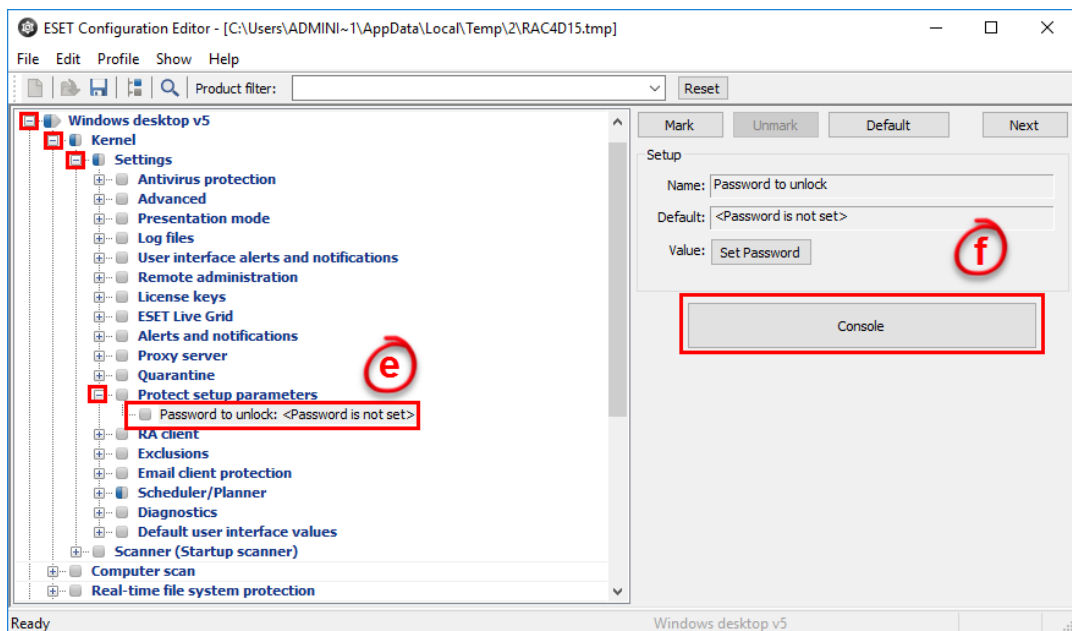 ESET Configuration Editor - [C:\Users\ADMINI~1\AppData\Local\Temp\2\RAC4D15.tmp]
File Edit Profile Show Help
Product filter: Reset
Windows desktop v5
Kernel
Settings
Antivirus protection
Advanced
Presentation mode
Log files
User interface alerts and notifications
Remote administration
License keys
ESET Live Grid
Alerts and notifications
Proxy server
Quarantine
Protect setup parameters
Password to unlock: <Password is not set>
RA client
Exclusions
Email client protection
Scheduler/Planner
Diagnostics
Default user interface values
Scanner (Startup scanner)
Computer scan
Real-time file system protection
e
Mark Unmark Default Next
Setup
Name: Password to unlock
Default: <Password is not set>
Value: Set Password
f
Console
Ready Windows desktop v5